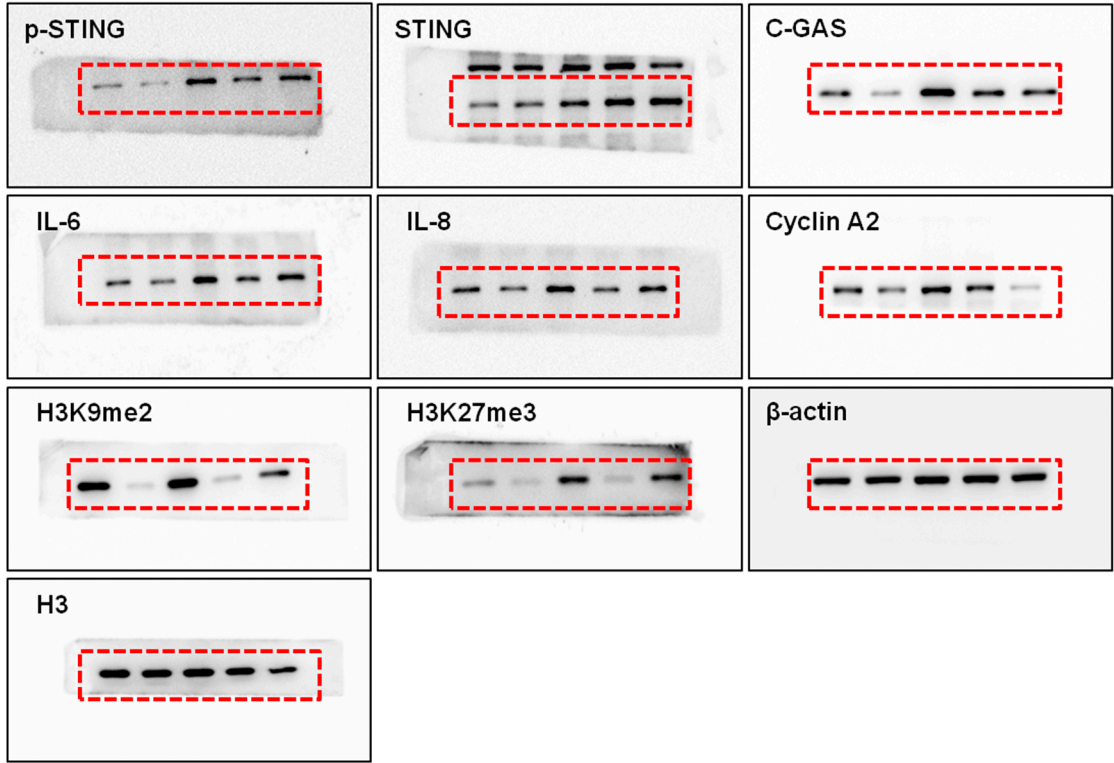 p-STING
STING
C-GAS
IL-6
IL-8
Cyclin A2
H3K9me2
H3K27me3
β-actin
H3